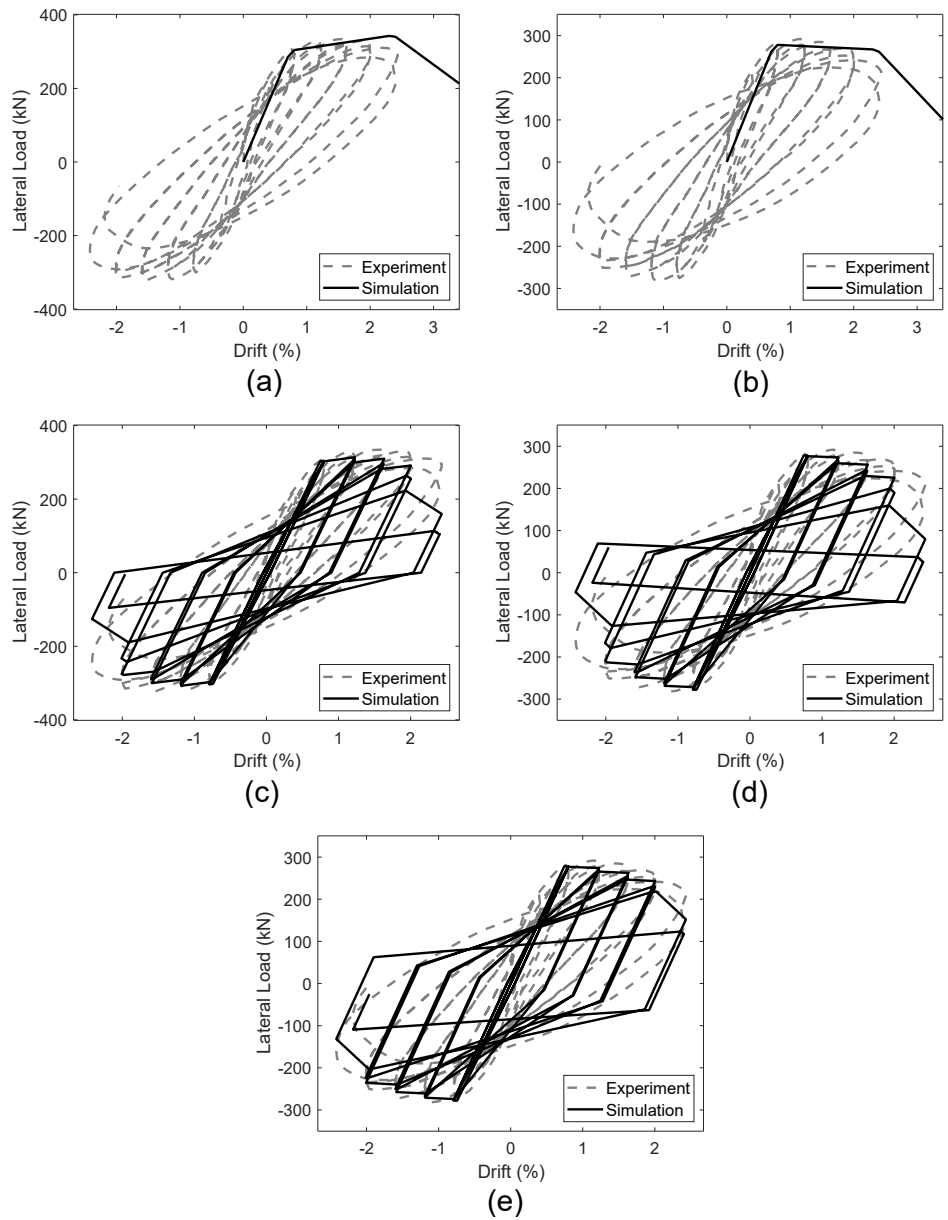 400
200
0
-200
-400
Lateral Load (kN)
-2 -1 0 1 2 3
Drift (%)
Experiment
Simulation
(a)
300
200
100
0
-100
-200
-300
Lateral Load (kN)
-2 -1 0 1 2 3
Drift (%)
Experiment
Simulation
(b)
400
200
0
-200
-400
Lateral Load (kN)
-2 -1 0 1 2
Drift (%)
Experiment
Simulation
(c)
300
200
100
0
-100
-200
-300
Lateral Load (kN)
-2 -1 0 1 2
Drift (%)
Experiment
Simulation
(d)
300
200
100
0
-100
-200
-300
Lateral Load (kN)
-2 -1 0 1 2
Drift (%)
Experiment
Simulation
(e)